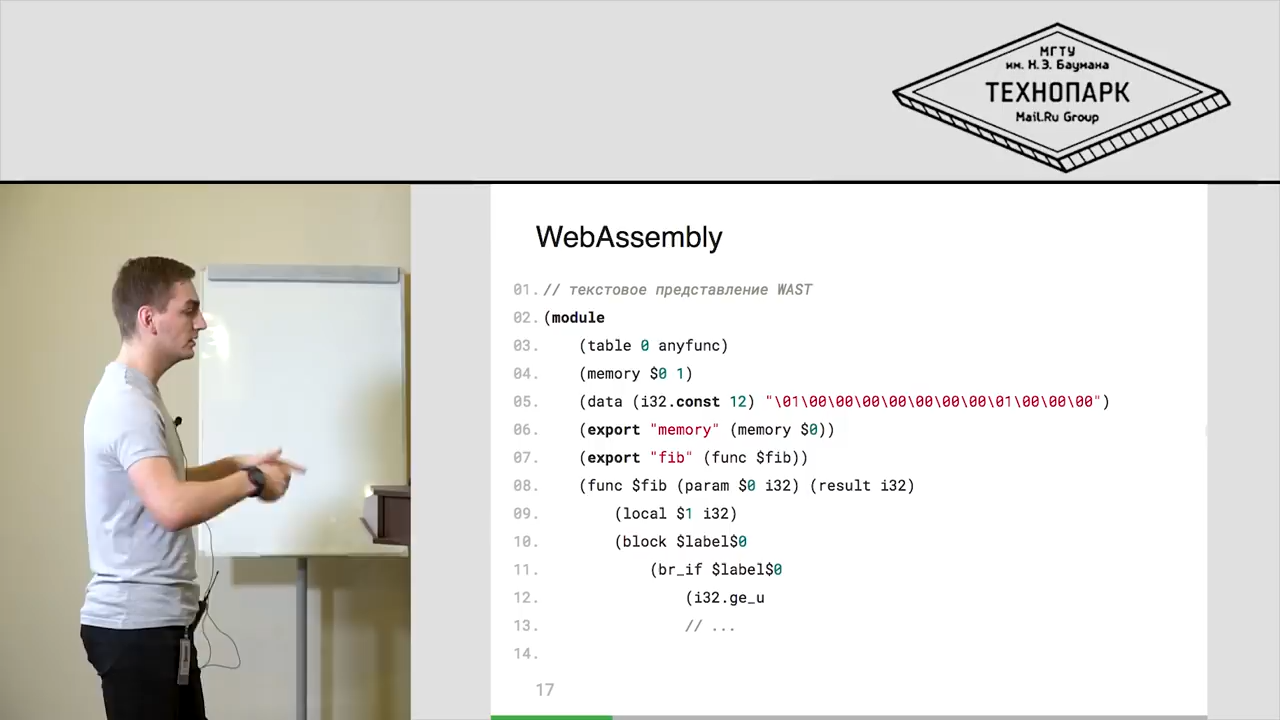 МГТУ
им. Н.Э. Баумана
ТЕХНОПАРК
Mail.Ru Group
WebAssembly
01. // текстовое представление WAST
02. (module
03. (table 0 anyfunc)
04. (memory $0 1)
05. (data (i32.const 12) "\01\00\00\00\00\00\00\00\01\00\00\00")
06. (export "memory" (memory $0))
07. (export "fib" (func $fib))
08. (func $fib (param $0 i32) (result i32)
09. (local $1 i32)
10. (block $label$0
11. (br_if $label$0
12. (i32.ge_u
13. // ...
14.
17